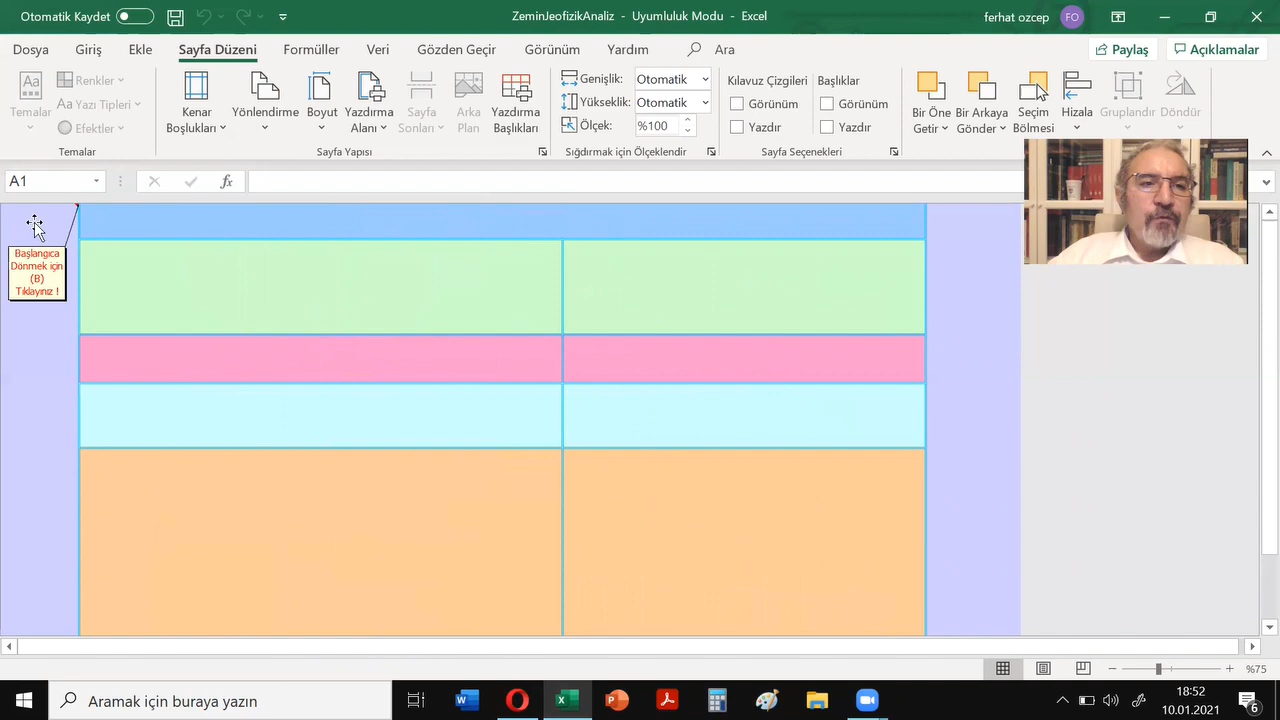 Otomatik Kaydet
ZeminJeofizikAnaliz - Uyumluluk Modu - Excel
ferhat ozcep
FO
Dosya Giriş Ekle Sayfa Düzeni Formüller Veri Gözden Geçir Görünüm Yardım Ara
Paylaş
Açıklamalar
Aa
Temalar
Renkler
Aa Yazı Tipleri
Efektler
Temalar
Kenar
Boşlukları
Yönlendirme
Boyut
Yazdırma
Alanı
Sayfa
Sonları
Arka
Plan
Yazdırma
Başlıkları
Sayfa Yapısı
Genişlik: Otomatik
Yükseklik: Otomatik
Ölçek: %100
Sığdırmak için Ölçeklendir
Kılavuz Çizgileri
Görünüm
Yazdır
Başlıklar
Görünüm
Yazdır
Sayfa Seçenekleri
Bir Öne
Getir
Bir Arkaya
Gönder
Seçim
Bölmesi
Hizala
Gruplandır
Döndür
A1
fx
Başlangıca
Dönmek için
(B)
Tıklayınız !
%75
Aramak için buraya yazın
18:52
10.01.2021
6